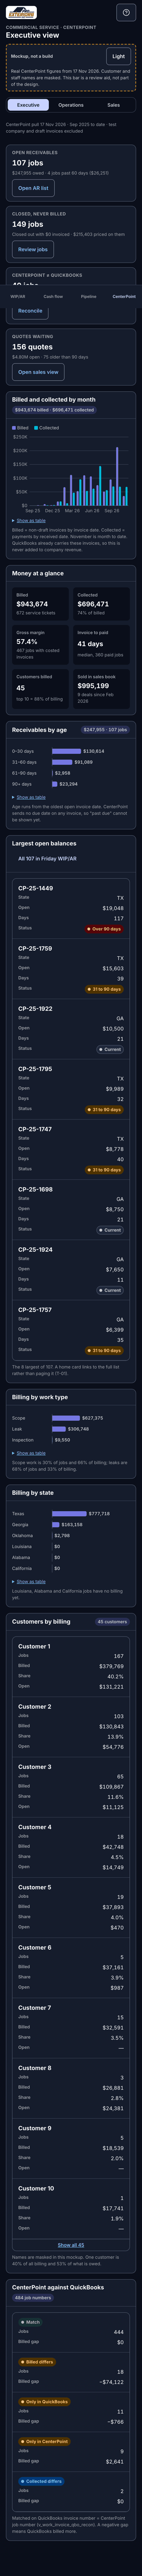 EXTERIORS
COMMERCIAL SERVICE · CENTERPOINT
Executive view
Mockup, not a build
Light
Real CenterPoint figures from 17 Nov 2026. Customer and staff names are masked. This bar is a review aid, not part of the design.
Executive
Operations
Sales
CenterPoint pull 17 Nov 2026 · Sep 2025 to date · test company and draft invoices excluded
OPEN RECEIVABLES
107 jobs
$247,955 owed · 4 jobs past 60 days ($26,251)
Open AR list
CLOSED, NEVER BILLED
149 jobs
Closed out with $0 invoiced · $215,403 priced on them
Review jobs
CENTERPOINT ≠ QUICKBOOKS
WIP/AR
Cash flow
Pipeline
CenterPoint
Reconcile
QUOTES WAITING
156 quotes
$4.93M open · 75 older than 90 days
Open sales view
Billed and collected by month
$943,674 billed · $696,471 collected
Billed
Collected
$250K
$200K
$150K
$100K
$50K
$0
Sep 25
Dec 25
Mar 26
Jun 26
Sep 26
Show as table
Billed = non-draft invoices by invoice date. Collected = payments by received date. November is month-to-date. QuickBooks already carries these invoices, so this is never added to company revenue.
Money at a glance
Billed
$943,674
672 service tickets
Collected
$696,471
74% of billed
Gross margin
57.4%
467 jobs with costed invoices
Invoice to paid
41 days
median, 360 paid jobs
Customers billed
45
top 10 = 88% of billing
Sold in sales book
$995,199
9 deals since Feb 2026
Receivables by age
$247,955 · 107 jobs
0–30 days
$130,614
31–60 days
$91,089
61–90 days
$2,958
90+ days
$23,294
Show as table
Age runs from the oldest open invoice date. CenterPoint sends no due date on any invoice, so "past due" cannot be shown yet.
Largest open balances
All 107 in Friday WIP/AR
CP-25-1449
State
TX
Open
$19,048
Days
117
Status
Over 90 days
CP-25-1759
State
TX
Open
$15,603
Days
39
Status
31 to 90 days
CP-25-1922
State
GA
Open
$10,500
Days
21
Status
Current
CP-25-1795
State
TX
Open
$9,989
Days
32
Status
31 to 90 days
CP-25-1747
State
TX
Open
$8,778
Days
40
Status
31 to 90 days
CP-25-1698
State
GA
Open
$8,750
Days
21
Status
Current
CP-25-1924
State
GA
Open
$7,650
Days
11
Status
Current
CP-25-1757
State
GA
Open
$6,399
Days
35
Status
31 to 90 days
The 8 largest of 107. A home card links to the full list rather than paging it (T-01).
Billing by work type
Scope
$627,375
Leak
$306,748
Inspection
$9,550
Show as table
Scope work is 30% of jobs and 66% of billing; leaks are 68% of jobs and 33% of billing.
Billing by state
Texas
$777,718
Georgia
$163,158
Oklahoma
$2,798
Louisiana
$0
Alabama
$0
California
$0
Show as table
Louisiana, Alabama and California jobs have no billing yet.
Customers by billing
45 customers
Customer 1
Jobs
167
Billed
$379,769
Share
40.2%
Open
$131,221
Customer 2
Jobs
103
Billed
$130,843
Share
13.9%
Open
$54,778
Customer 3
Jobs
65
Billed
$109,867
Share
11.6%
Open
$11,125
Customer 4
Jobs
18
Billed
$42,748
Share
4.5%
Open
$14,749
Customer 5
Jobs
19
Billed
$37,893
Share
4.0%
Open
$470
Customer 6
Jobs
5
Billed
$37,161
Share
3.9%
Open
$987
Customer 7
Jobs
15
Billed
$32,591
Share
3.5%
Open
—
Customer 8
Jobs
3
Billed
$26,881
Share
2.8%
Open
$24,381
Customer 9
Jobs
5
Billed
$18,539
Share
2.0%
Open
—
Customer 10
Jobs
1
Billed
$17,741
Share
1.9%
Open
—
Show all 45
Names are masked in this mockup. One customer is 40% of all billing and 53% of what is owed.
CenterPoint against QuickBooks
484 job numbers
Match
Jobs
444
Billed gap
$0
Billed differs
Jobs
18
Billed gap
−$74,122
Only in QuickBooks
Jobs
11
Billed gap
−$766
Only in CenterPoint
Jobs
9
Billed gap
$2,641
Collected differs
Jobs
2
Billed gap
$0
Matched on QuickBooks invoice number = CenterPoint job number (v_work_invoice_qbo_recon). A negative gap means QuickBooks billed more.